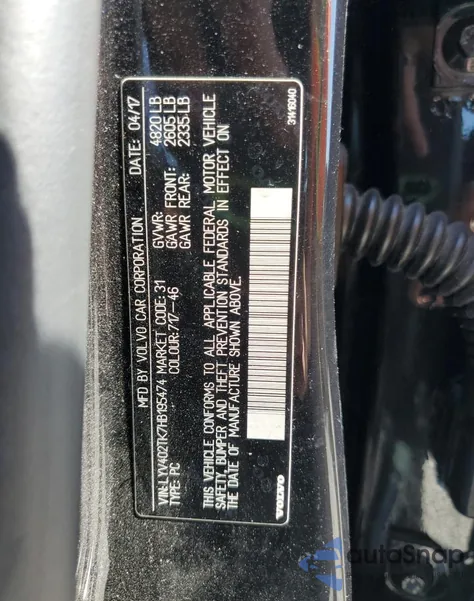 MFD BY VOLVO CAR CORPORATION DATE: 04/17
VIN: LYV402TK7HB195474 MARKET CODE: 31 GVWR: 4820 LB
TYPE: PC COLOUR: 717-46 GAWR FRONT: 2605 LB
GAWR REAR: 2335 LB
THIS VEHICLE CONFORMS TO ALL APPLICABLE FEDERAL MOTOR VEHICLE
SAFETY, BUMPER AND THEFT PREVENTION STANDARDS IN EFFECT ON
THE DATE OF MANUFACTURE SHOWN ABOVE.
VOLVO 31416040
autoSnap